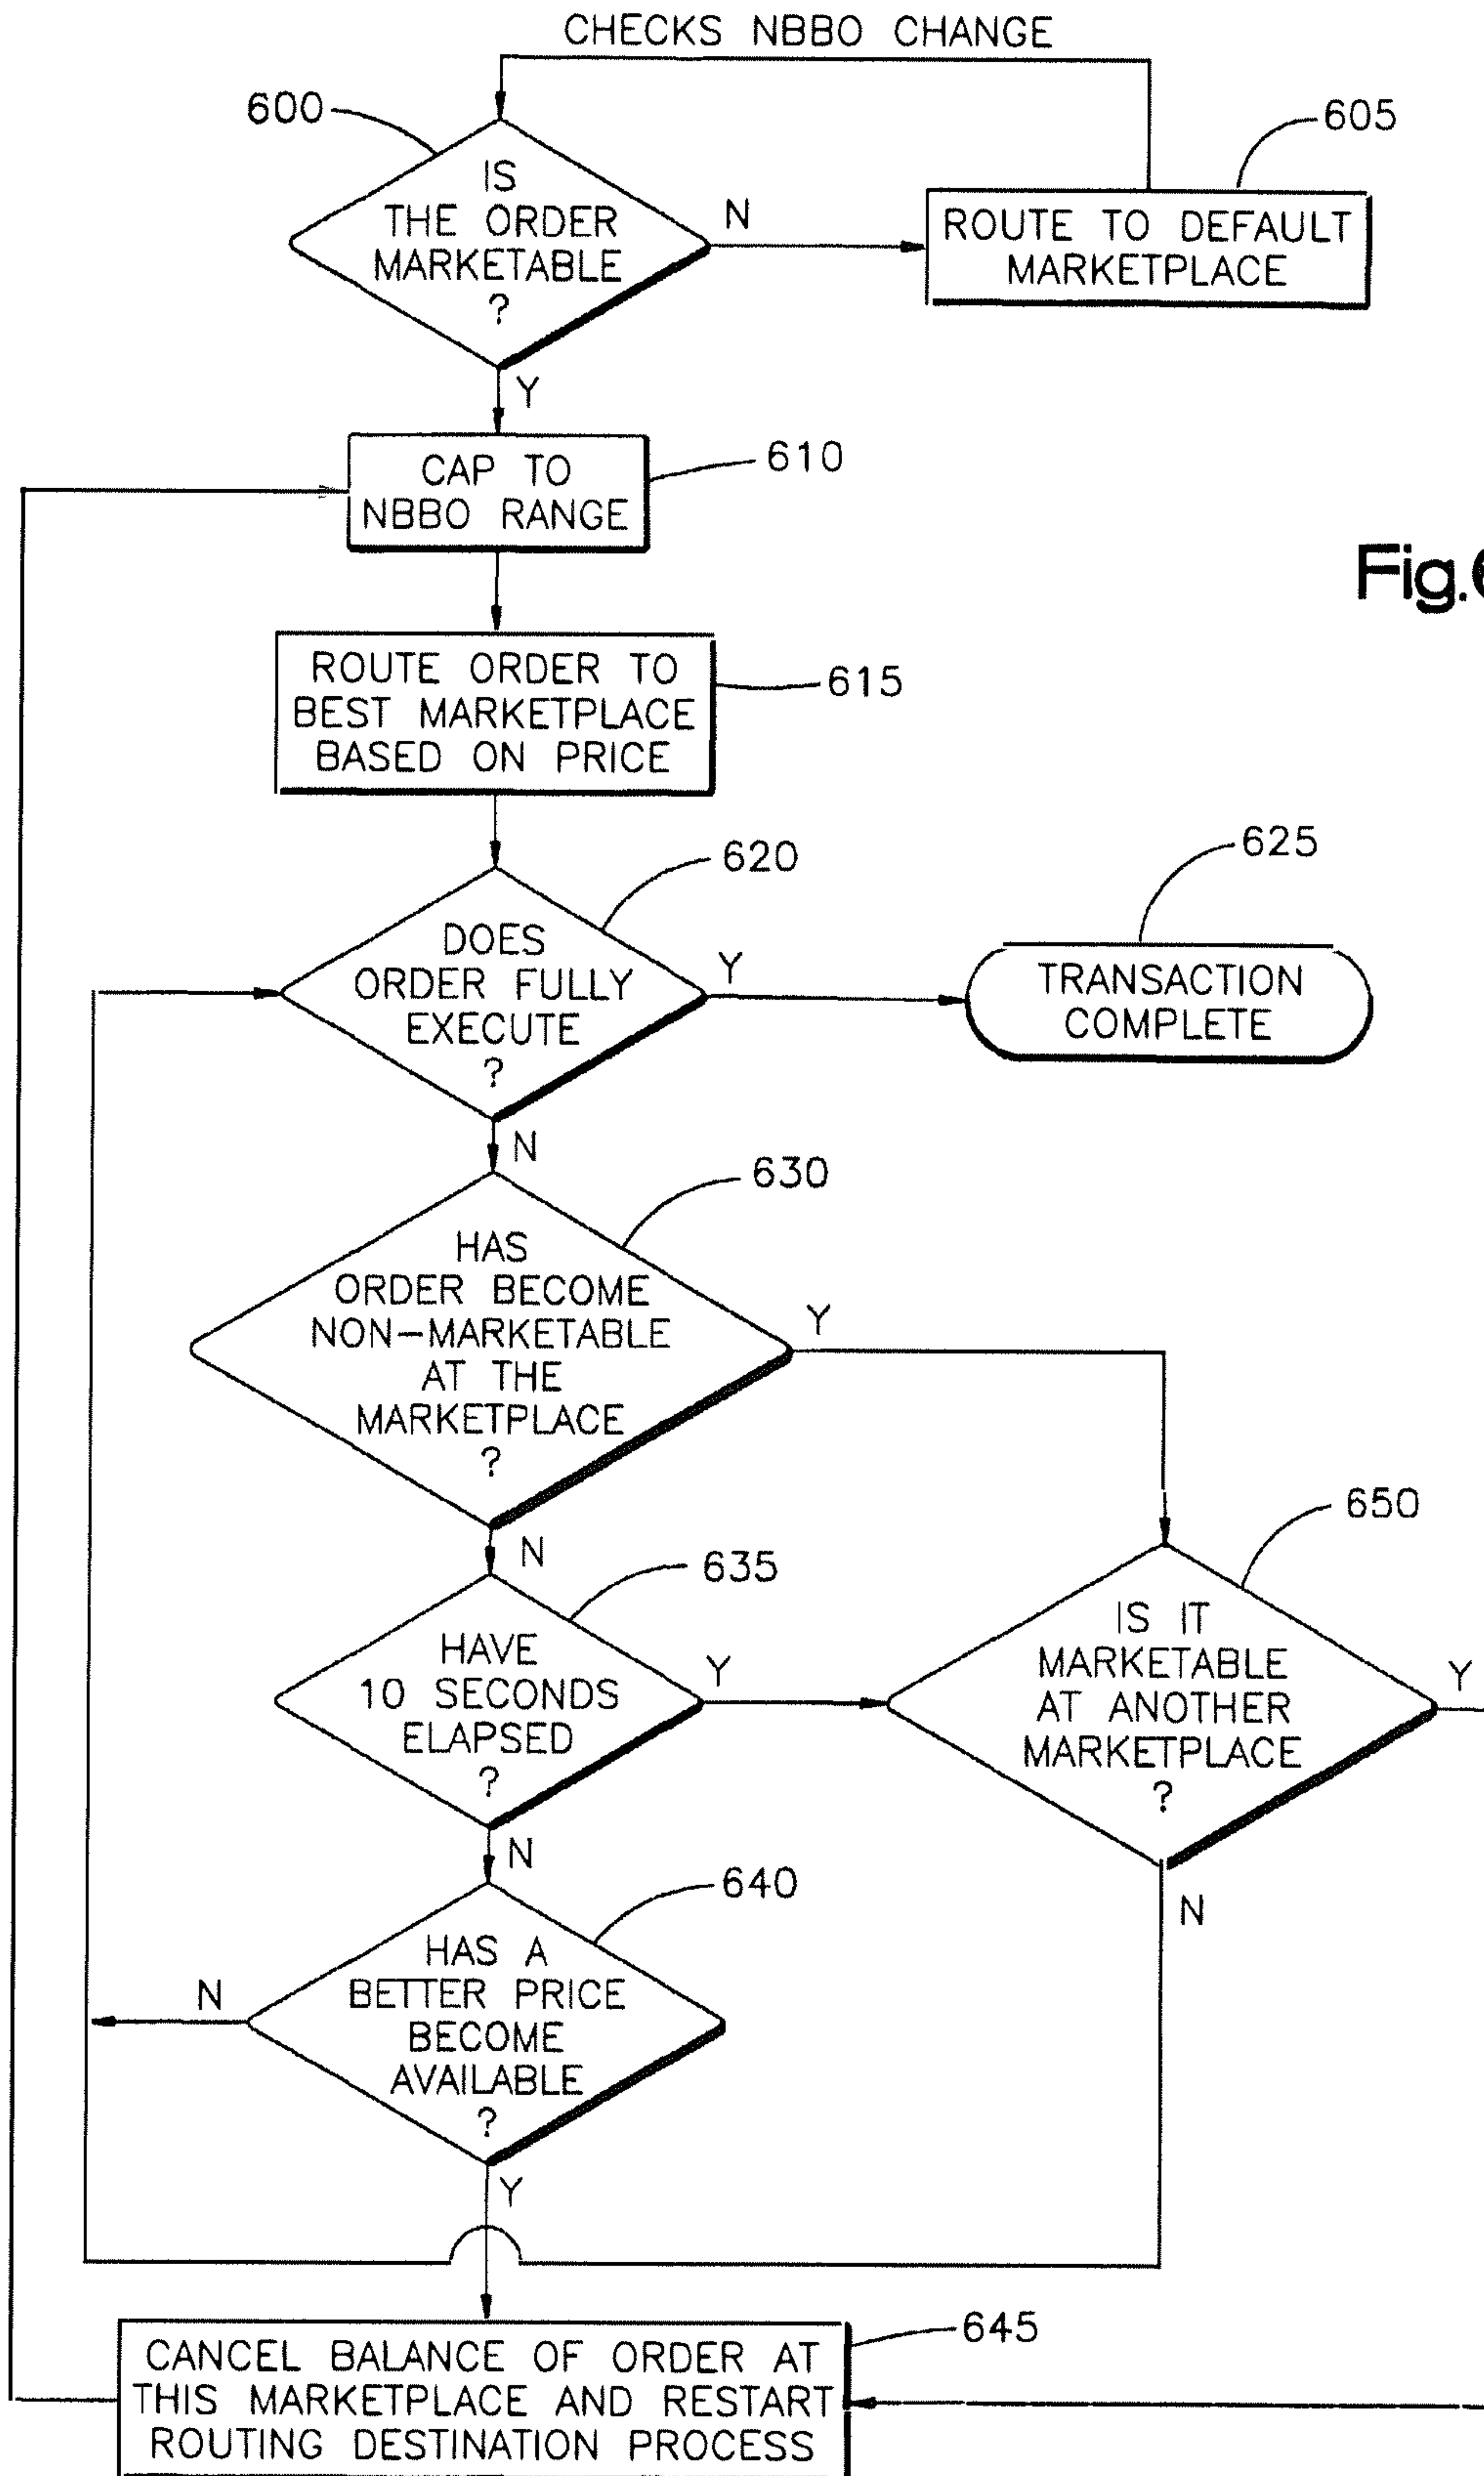 CHECKS NBBO CHANGE
600
605
IS
THE ORDER
MARKETABLE
?
N
ROUTE TO DEFAULT
MARKETPLACE
Y
CAP TO
NBBO RANGE
610
Fig.6
ROUTE ORDER TO
BEST MARKETPLACE
BASED ON PRICE
615
620
625
DOES
ORDER FULLY
EXECUTE
?
Y
TRANSACTION
COMPLETE
N
630
HAS
ORDER BECOME
NON-MARKETABLE
AT THE
MARKETPLACE
?
Y
N
635
650
HAVE
10 SECONDS
ELAPSED
?
Y
IS IT
MARKETABLE
AT ANOTHER
MARKETPLACE
?
Y
N
N
640
HAS A
BETTER PRICE
BECOME
AVAILABLE
?
N
Y
645
CANCEL BALANCE OF ORDER AT
THIS MARKETPLACE AND RESTART
ROUTING DESTINATION PROCESS